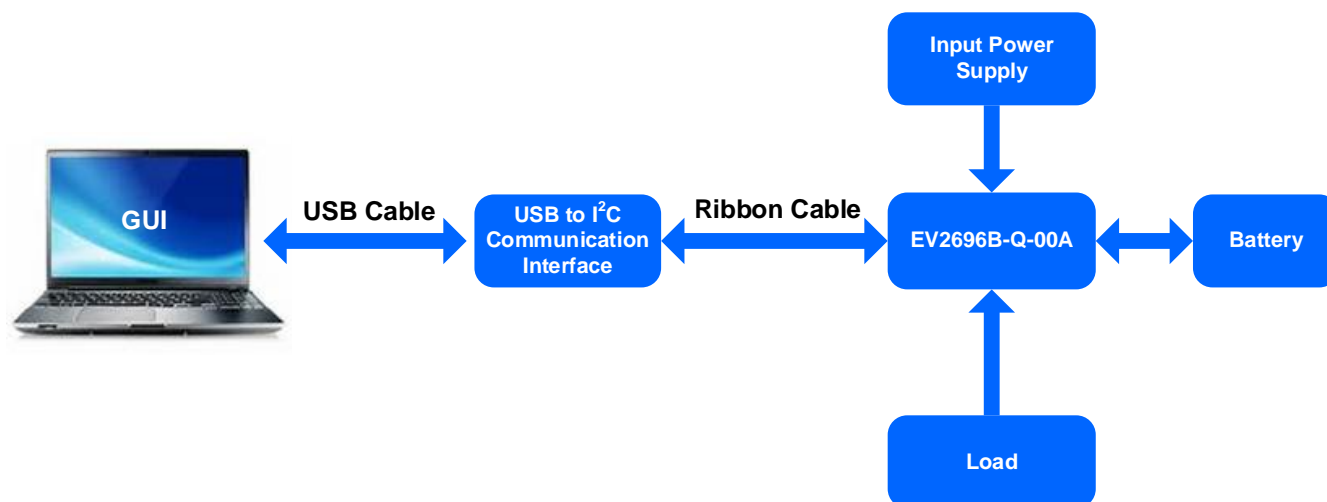 Input Power
Supply
GUI
USB Cable
USB to I²C
Communication
Interface
Ribbon Cable
EV2696B-Q-00A
Battery
Load